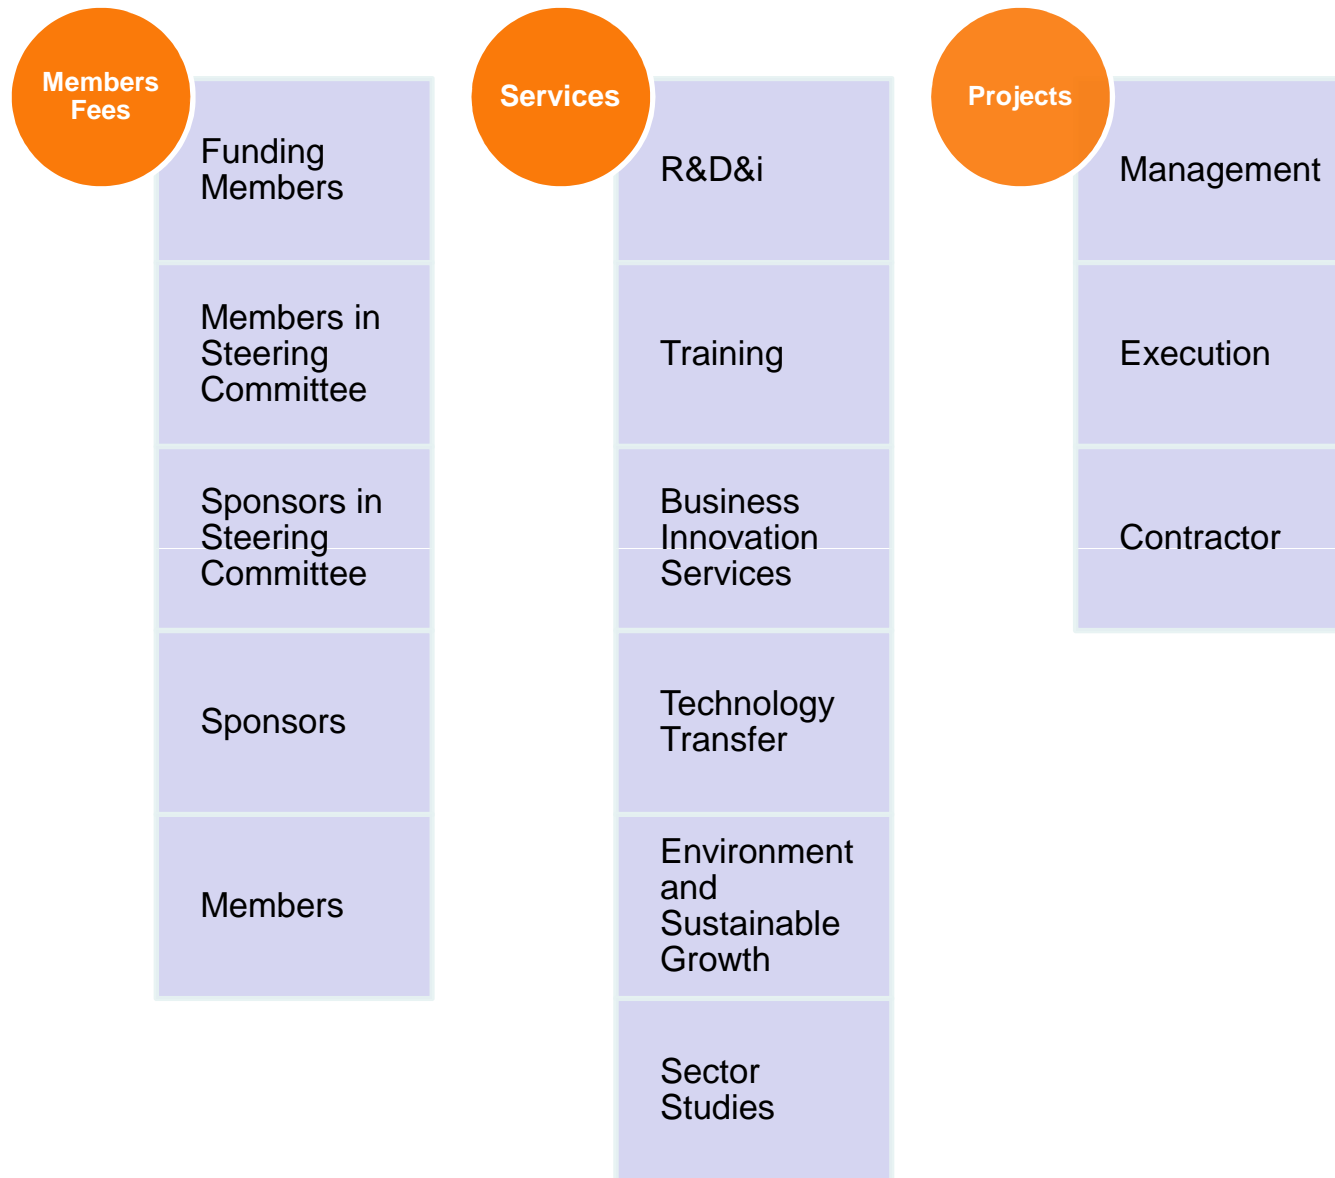 Members
Fees
Funding
Members
Members in
Steering
Committee
Sponsors in
Steering
Committee
Sponsors
Members
Services
R&D&i
Training
Business
Innovation
Services
Technology
Transfer
Environment
and
Sustainable
Growth
Sector
Studies
Projects
Management
Execution
Contractor